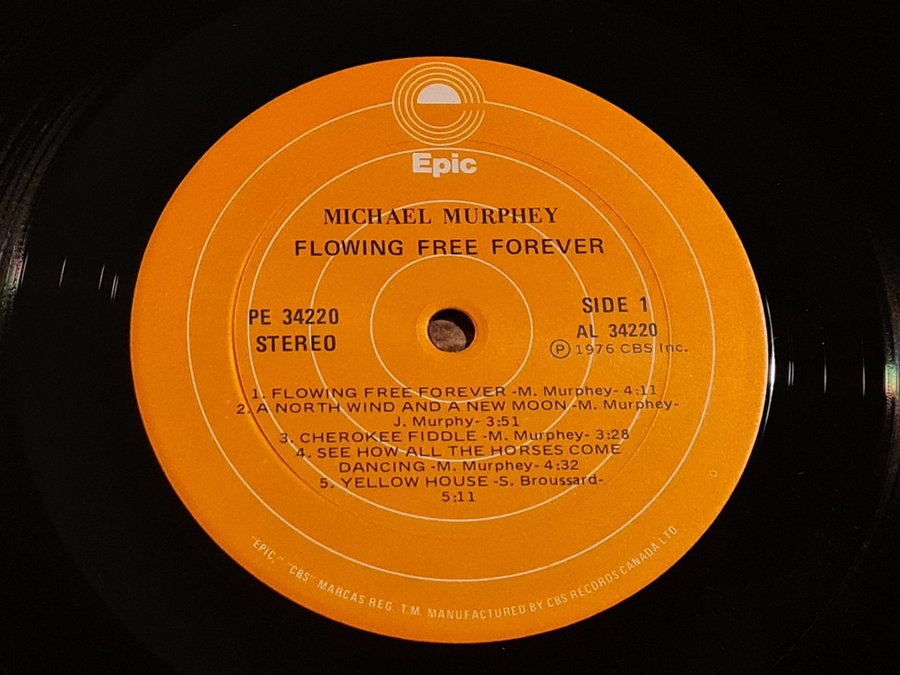 Epic
MICHAEL MURPHEY
FLOWING FREE FOREVER
PE 34220
STEREO
SIDE 1
AL 34220
Ⓟ 1976 CBS Inc.
1. FLOWING FREE FOREVER -M. Murphey- 4:11
2. A NORTH WIND AND A NEW MOON -M. Murphey-
J. Murphy- 3:51
3. CHEROKEE FIDDLE -M. Murphey- 3:28
4. SEE HOW ALL THE HORSES COME
DANCING -M. Murphey- 4:32
5. YELLOW HOUSE -S. Broussard-
5:11
"EPIC," "CBS" MARCAS REG. T.M. MANUFACTURED BY CBS RECORDS CANADA LTD